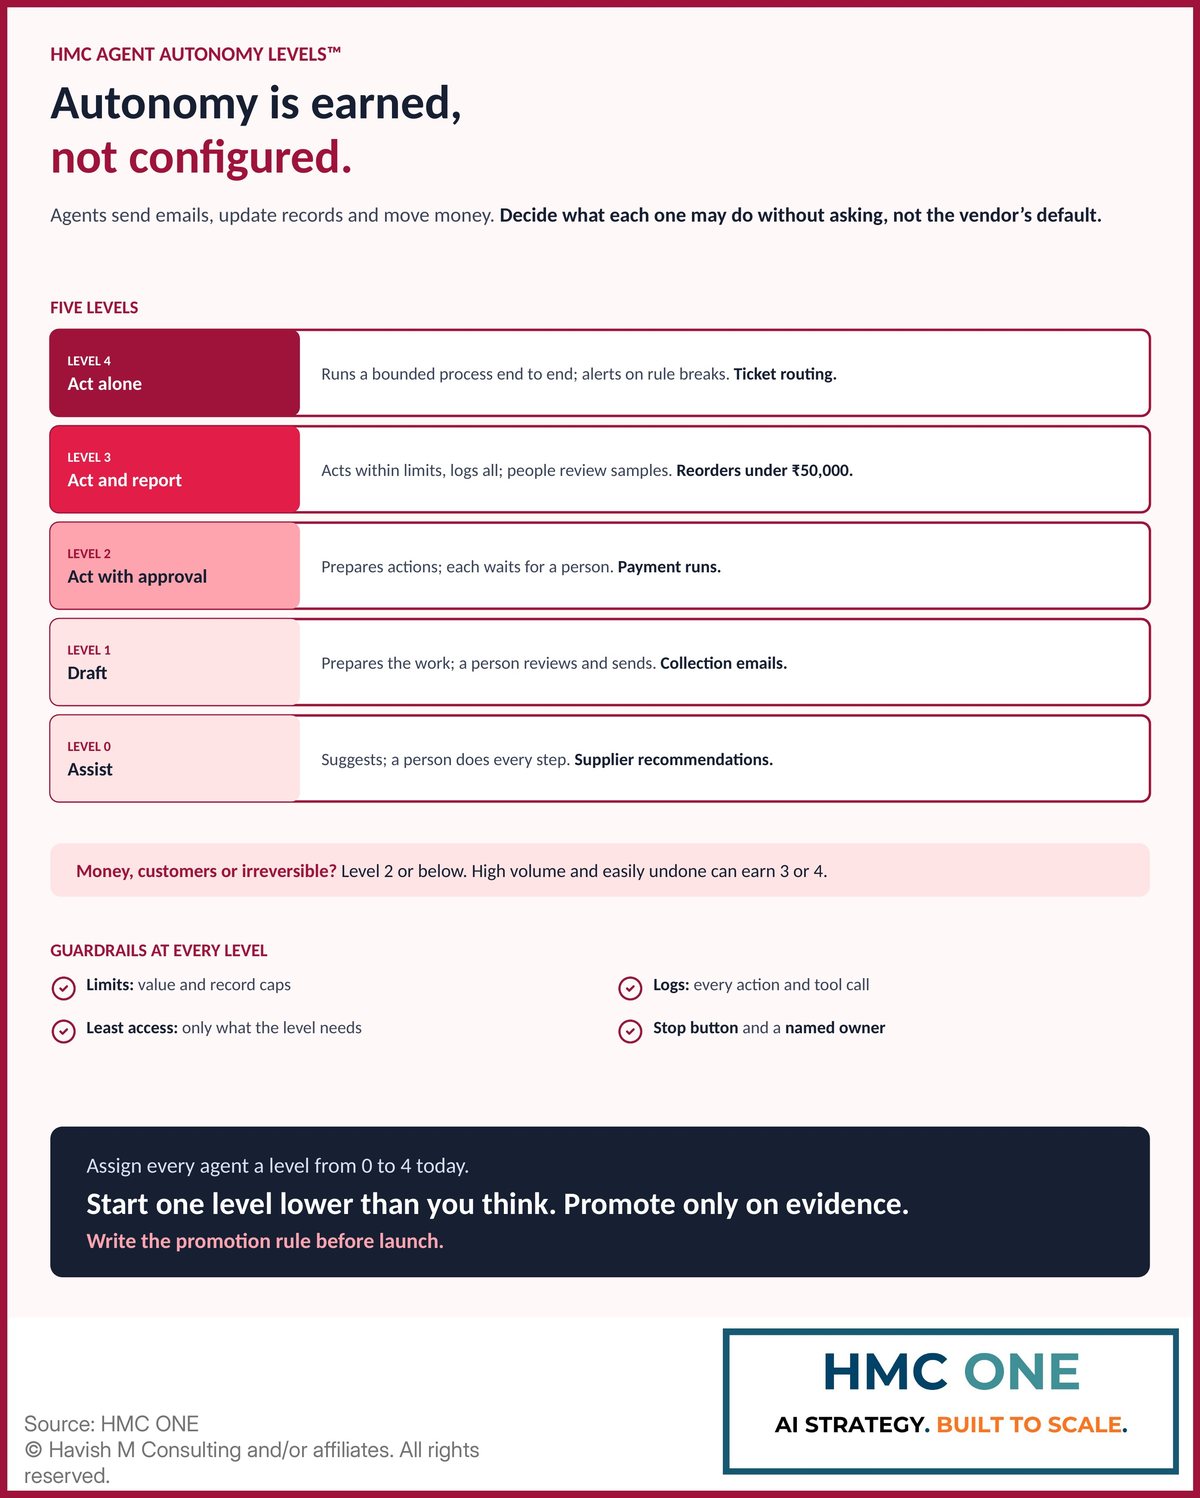 HMC AGENT AUTONOMY LEVELS™
Autonomy is earned,
not configured.
Agents send emails, update records and move money. Decide what each one may do without asking, not the vendor’s default.
FIVE LEVELS
LEVEL 4
Act alone
Runs a bounded process end to end; alerts on rule breaks. Ticket routing.
LEVEL 3
Act and report
Acts within limits, logs all; people review samples. Reorders under ₹50,000.
LEVEL 2
Act with approval
Prepares actions; each waits for a person. Payment runs.
LEVEL 1
Draft
Prepares the work; a person reviews and sends. Collection emails.
LEVEL 0
Assist
Suggests; a person does every step. Supplier recommendations.
Money, customers or irreversible? Level 2 or below. High volume and easily undone can earn 3 or 4.
GUARDRAILS AT EVERY LEVEL
Limits: value and record caps
Logs: every action and tool call
Least access: only what the level needs
Stop button and a named owner
Assign every agent a level from 0 to 4 today.
Start one level lower than you think. Promote only on evidence.
Write the promotion rule before launch.
HMC ONE
AI STRATEGY. BUILT TO SCALE.
Source: HMC ONE
© Havish M Consulting and/or affiliates. All rights
reserved.